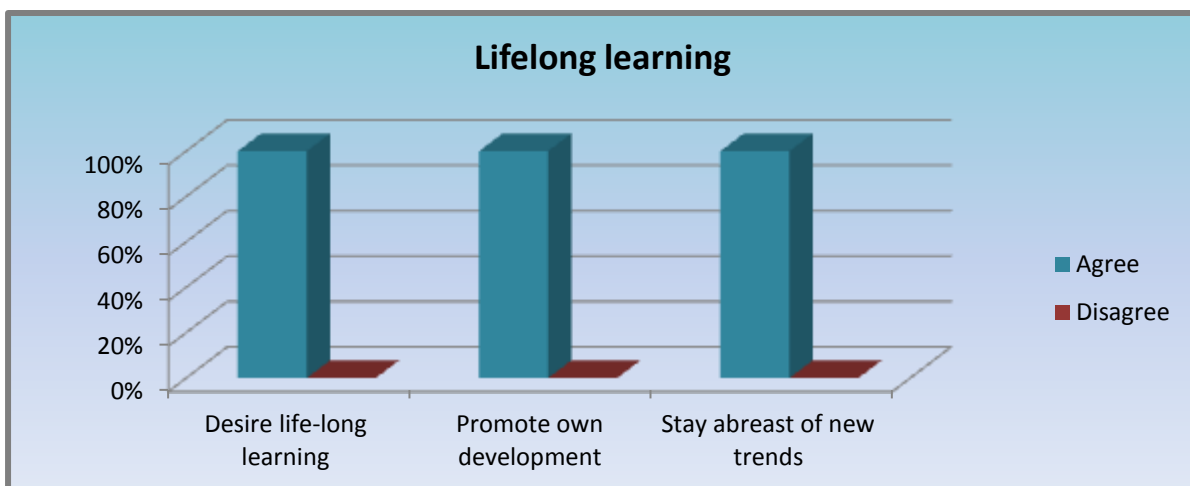 Lifelong learning
100%
80%
60%
40%
20%
0%
Desire life-long
learning
Promote own
development
Stay abreast of new
trends
Agree
Disagree